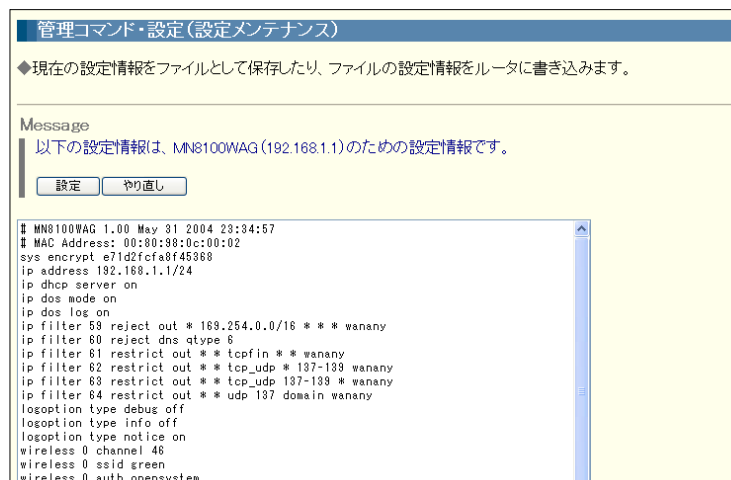 管理コマンド・設定(設定メンテナンス)
◆現在の設定情報をファイルとして保存したり、ファイルの設定情報をルータに書き込みます。
Message
以下の設定情報は、MN8100WAG(192.168.1.1)のための設定情報です。
設定 やり直し
# MN8100WAG 1.00 May 31 2004 23:34:57
# MAC Address: 00:80:98:0c:00:02
sys encrypt e71d2fcfa8f45368
ip address 192.168.1.1/24
ip dhcp server on
ip dos mode on
ip dos log on
ip filter 59 reject out * 169.254.0.0/16 * * * wanany
ip filter 60 reject dns qtype 6
ip filter 61 restrict out * * tcpfin * * wanany
ip filter 62 restrict out * * tcp_udp * 137-139 wanany
ip filter 63 restrict out * * tcp_udp 137-139 * wanany
ip filter 64 restrict out * * udp 137 domain wanany
logoption type debug off
logoption type info off
logoption type notice on
wireless 0 channel 46
wireless 0 ssid green
wireless 0 auth opensystem